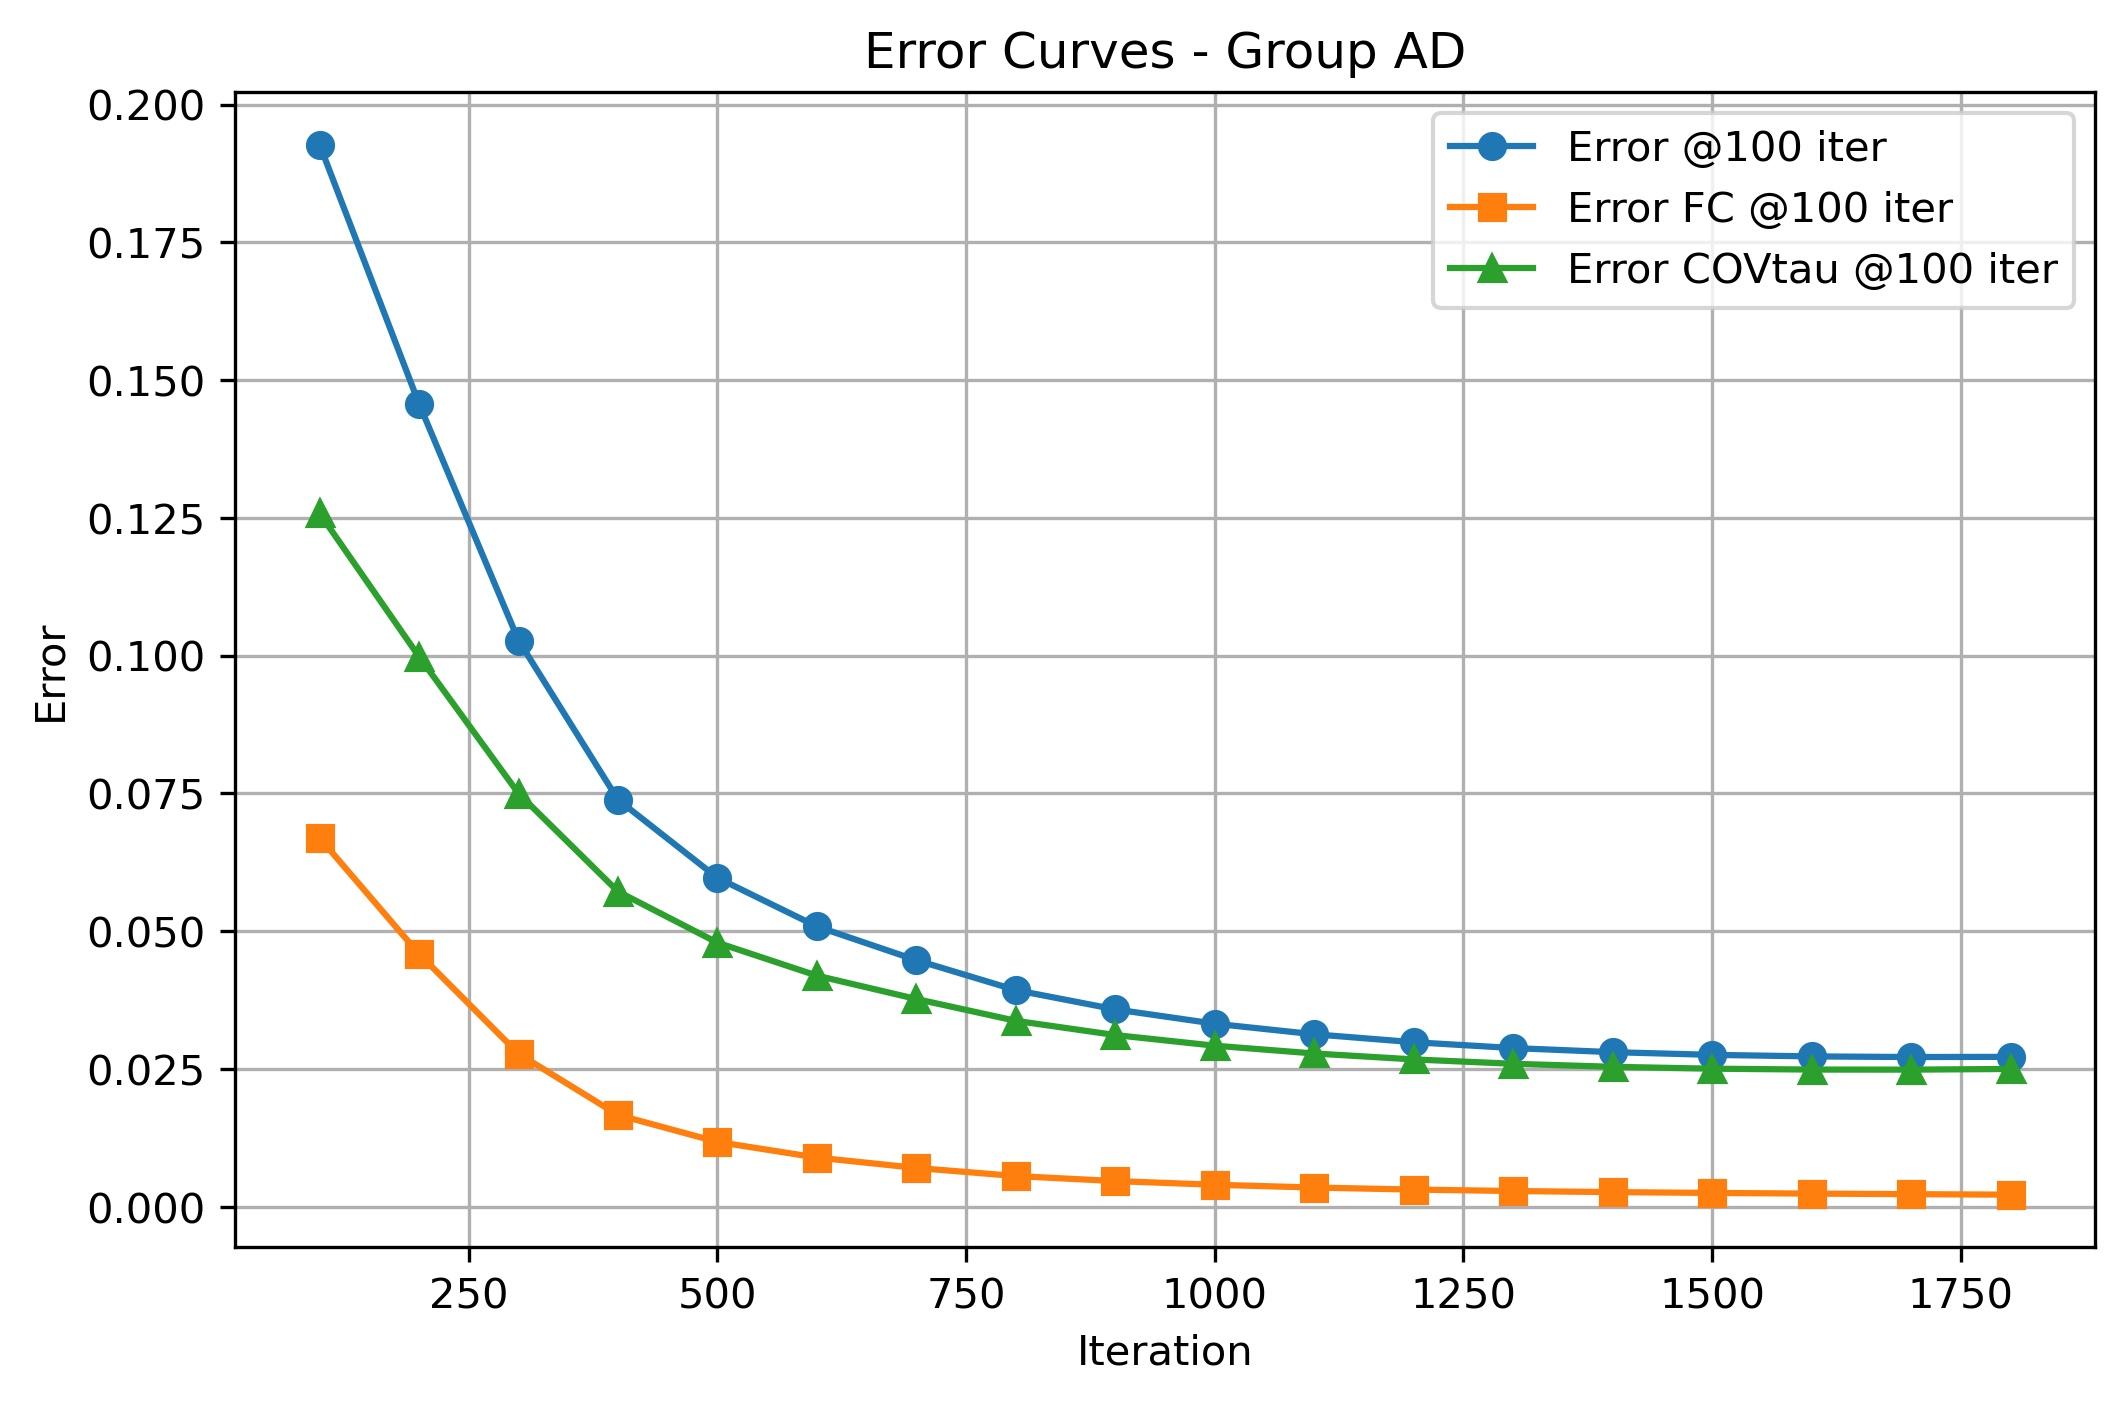 Error Curves - Group AD
0.200
0.175
0.150
0.125
0.100
0.075
0.050
0.025
0.000
Error
Error @100 iter
Error FC @100 iter
Error COVtau @100 iter
250 500 750 1000 1250 1500 1750
Iteration